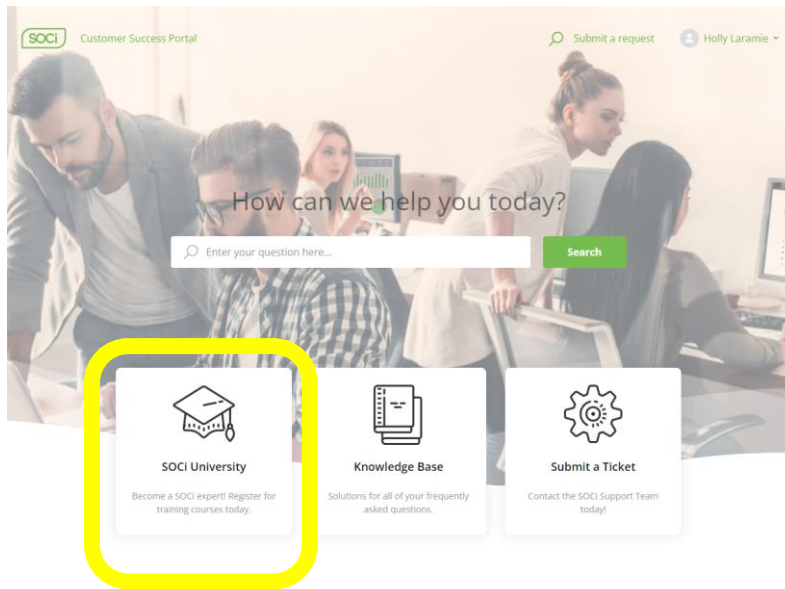 SOCi Customer Success Portal Submit a request Holly Laramie
How can we help you today?
Enter your question here... Search
SOCi University
Become a SOCi expert! Register for
training courses today.
Knowledge Base
Solutions for all of your frequently
asked questions.
Submit a Ticket
Contact the SOCi Support Team
today!